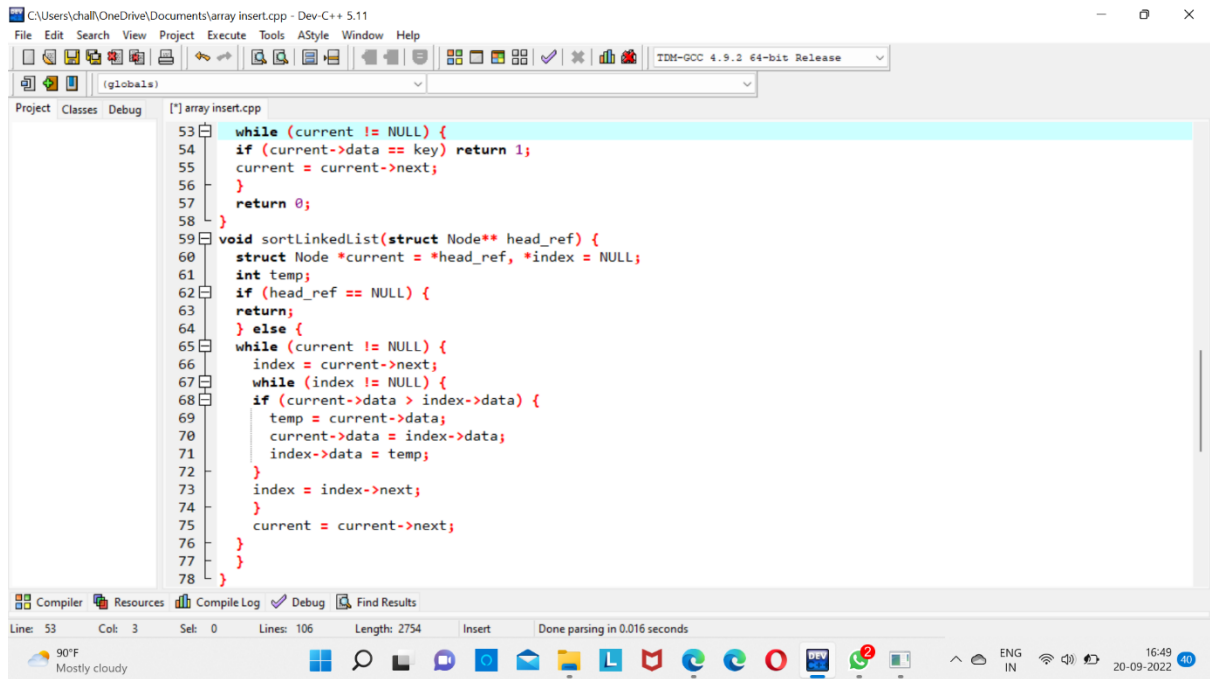 C:\Users\chall\OneDrive\Documents\array insert.cpp - Dev-C++ 5.11
File Edit Search View Project Execute Tools AStyle Window Help
TDM-GCC 4.9.2 64-bit Release
(globals)
Project Classes Debug [*] array insert.cpp
53 while (current != NULL) {
54 if (current->data == key) return 1;
55 current = current->next;
56 }
57 return 0;
58 }
59 void sortLinkedList(struct Node** head_ref) {
60 struct Node *current = *head_ref, *index = NULL;
61 int temp;
62 if (head_ref == NULL) {
63 return;
64 } else {
65 while (current != NULL) {
66 index = current->next;
67 while (index != NULL) {
68 if (current->data > index->data) {
69 temp = current->data;
70 current->data = index->data;
71 index->data = temp;
72 }
73 index = index->next;
74 }
75 current = current->next;
76 }
77 }
78 }
Compiler Resources Compile Log Debug Find Results
Line: 53 Col: 3 Sel: 0 Lines: 106 Length: 2754 Insert Done parsing in 0.016 seconds
90°F
Mostly cloudy
L
DEV
2
ENG
IN
16:49
20-09-2022
40